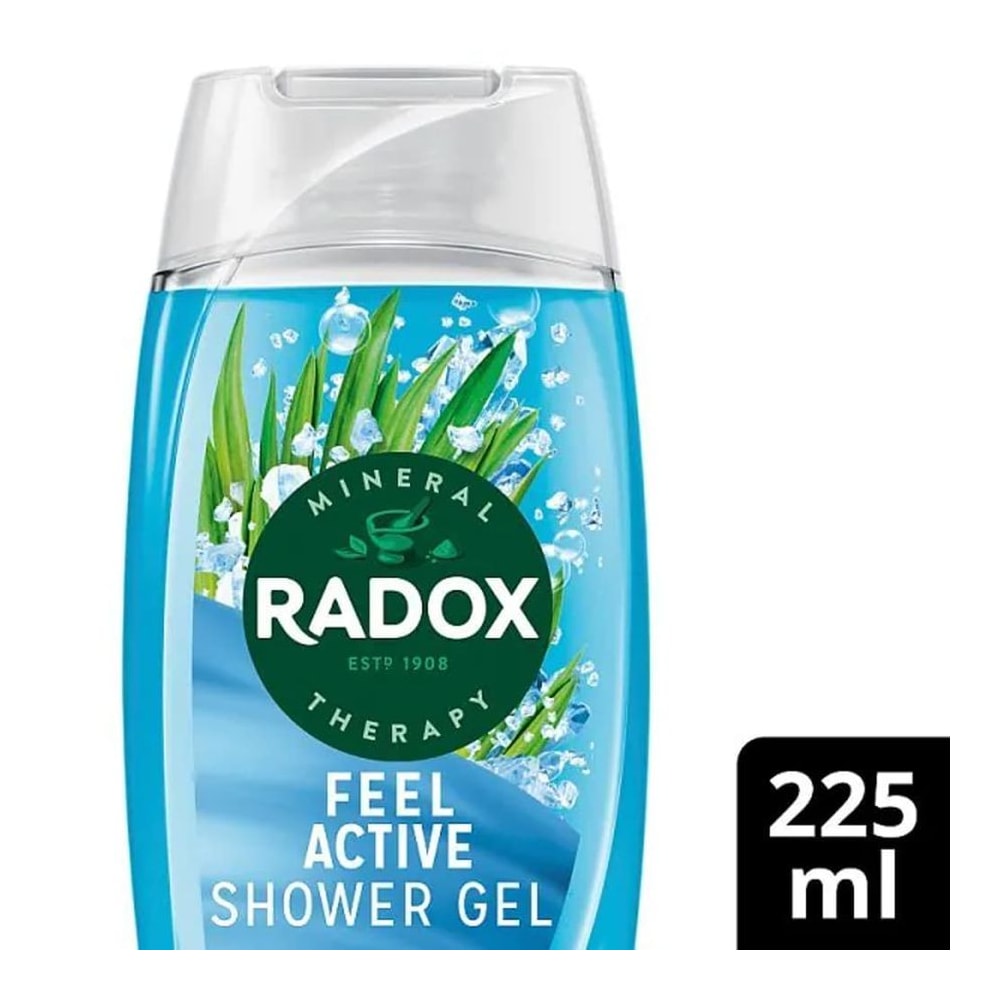 MINERAL
RADOX
ESTD 1908
THERAPY
FEEL
ACTIVE
SHOWER GEL
225
ml